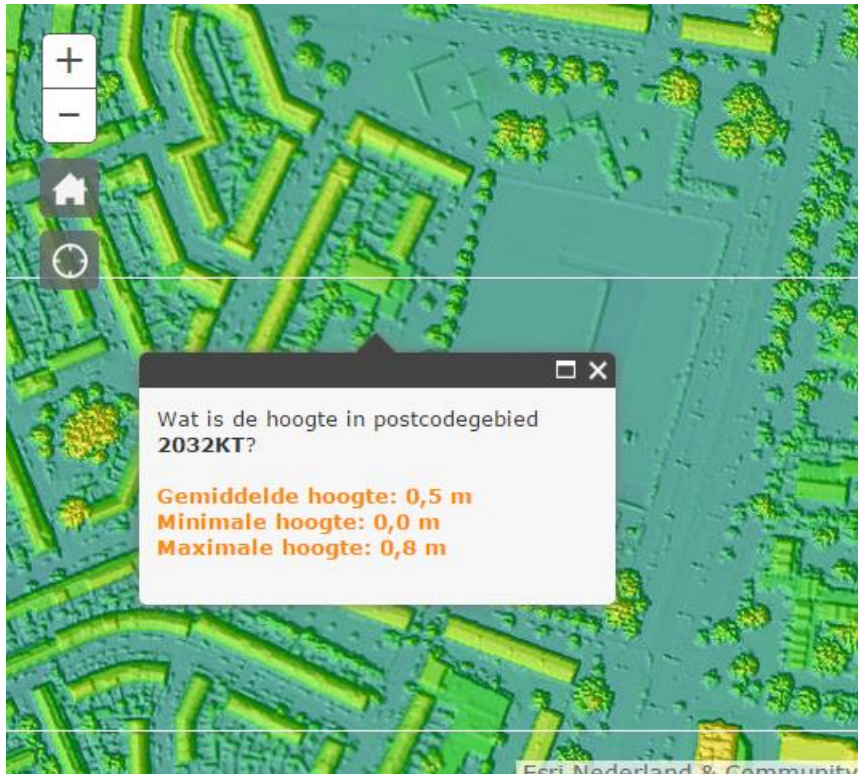 +
−
Wat is de hoogte in postcodegebied
2032KT?
Gemiddelde hoogte: 0,5 m
Minimale hoogte: 0,0 m
Maximale hoogte: 0,8 m
Esri Nederland & Community